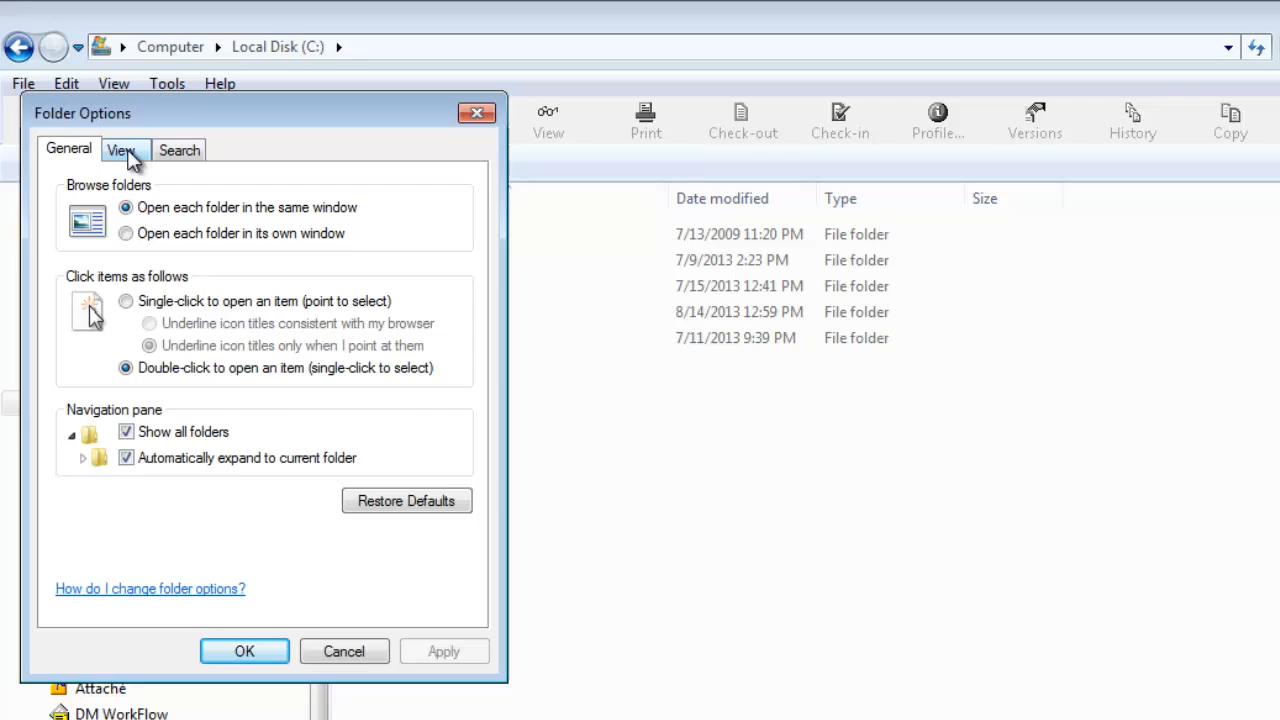 Computer Local Disk (C:)
File Edit View Tools Help
Folder Options
View Print Check-out Check-in Profile... Versions History Copy
General View Search
Date modified Type Size
Browse folders
Open each folder in the same window
Open each folder in its own window
7/13/2009 11:20 PM File folder
7/9/2013 2:23 PM File folder
7/15/2013 12:41 PM File folder
8/14/2013 12:59 PM File folder
7/11/2013 9:39 PM File folder
Click items as follows
Single-click to open an item (point to select)
Underline icon titles consistent with my browser
Underline icon titles only when I point at them
Double-click to open an item (single-click to select)
Navigation pane
Show all folders
Automatically expand to current folder
Restore Defaults
How do I change folder options?
OK Cancel Apply
Attaché
DM WorkFlow